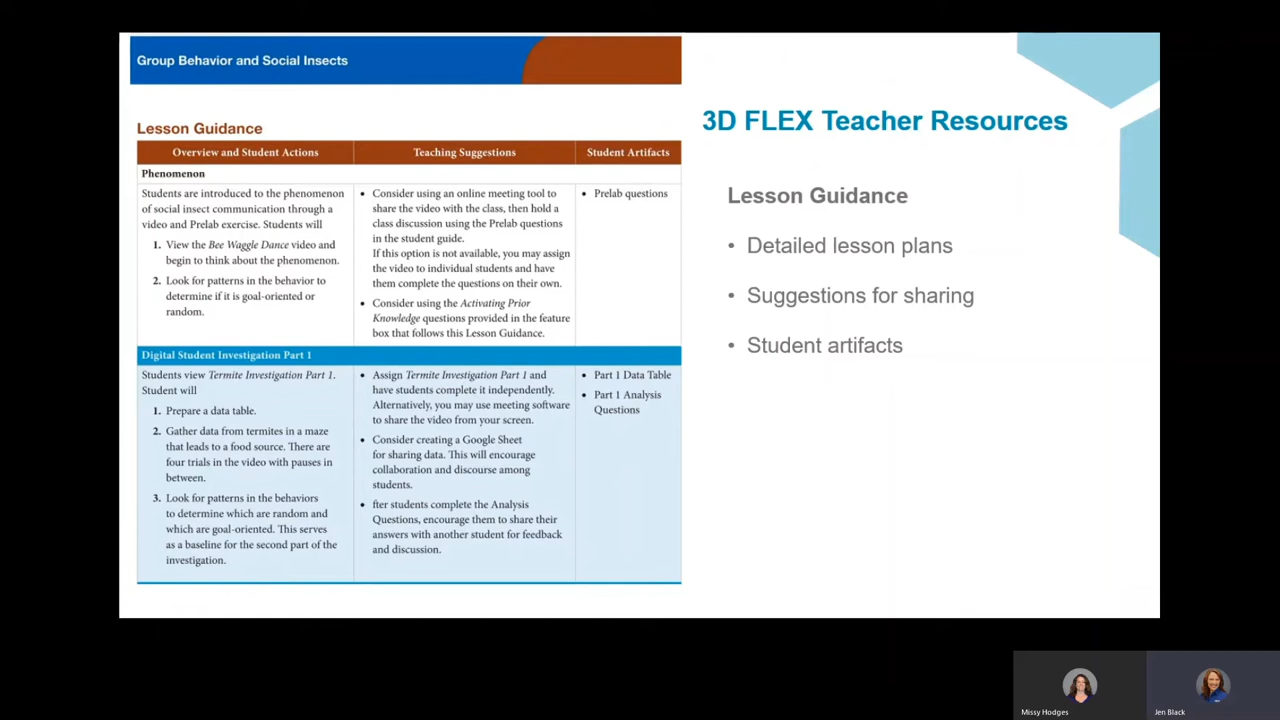 Group Behavior and Social Insects
Lesson Guidance
Overview and Student Actions
Teaching Suggestions
Student Artifacts
Phenomenon
Students are introduced to the phenomenon
of social insect communication through a
video and Prelab exercise. Students will
1. View the Bee Waggle Dance video and
begin to think about the phenomenon.
2. Look for patterns in the behavior to
determine if it is goal-oriented or
random.
• Consider using an online meeting tool to
share the video with the class, then hold a
class discussion using the Prelab questions
in the student guide.
If this option is not available, you may assign
the video to individual students and have
them complete the questions on their own.
• Consider using the Activating Prior
Knowledge questions provided in the feature
box that follows this Lesson Guidance.
• Prelab questions
Digital Student Investigation Part 1
Students view Termite Investigation Part 1.
Student will
1. Prepare a data table.
2. Gather data from termites in a maze
that leads to a food source. There are
four trials in the video with pauses in
between.
3. Look for patterns in the behaviors
to determine which are random and
which are goal-oriented. This serves
as a baseline for the second part of the
investigation.
• Assign Termite Investigation Part 1 and
have students complete it independently.
Alternatively, you may use meeting software
to share the video from your screen.
• Consider creating a Google Sheet
for sharing data. This will encourage
collaboration and discourse among
students.
• fter students complete the Analysis
Questions, encourage them to share their
answers with another student for feedback
and discussion.
• Part 1 Data Table
• Part 1 Analysis
Questions
3D FLEX Teacher Resources
Lesson Guidance
• Detailed lesson plans
• Suggestions for sharing
• Student artifacts
Missy Hodges
Jen Black